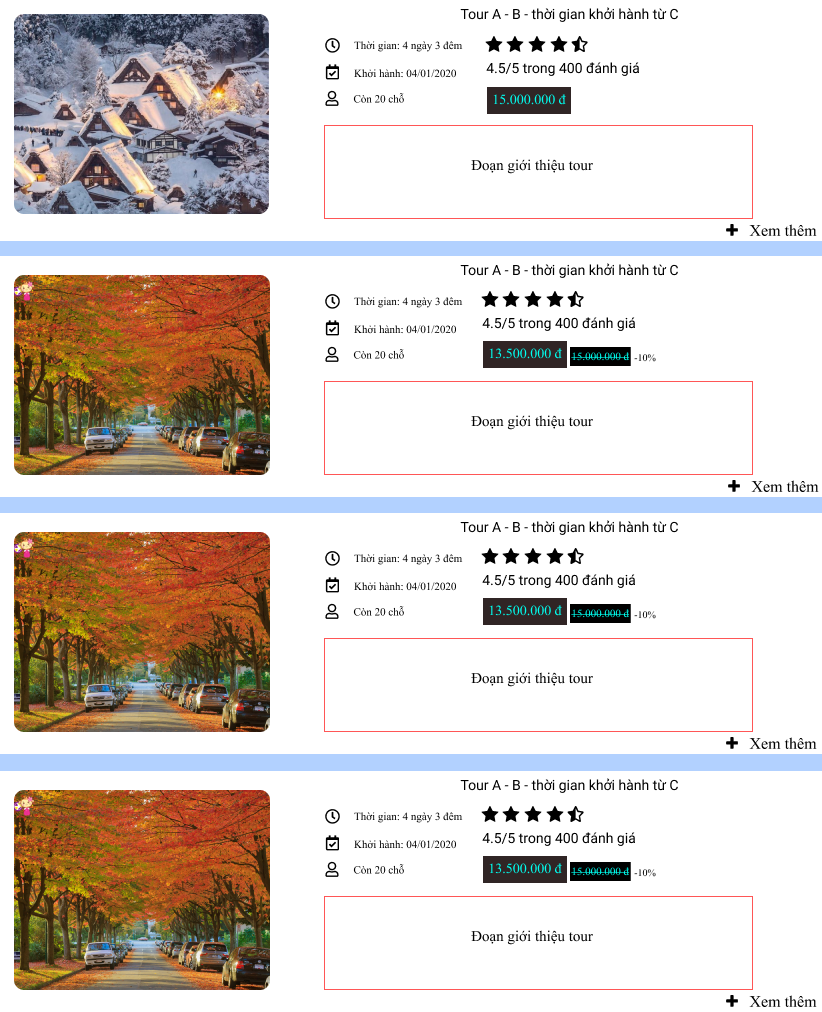 Tour A - B - thời gian khởi hành từ C
Thời gian: 4 ngày 3 đêm
Khởi hành: 04/01/2020
4.5/5 trong 400 đánh giá
Còn 20 chỗ
15.000.000 đ
Đoạn giới thiệu tour
Xem thêm
Tour A - B - thời gian khởi hành từ C
Thời gian: 4 ngày 3 đêm
Khởi hành: 04/01/2020
4.5/5 trong 400 đánh giá
Còn 20 chỗ
13.500.000 đ 15.000.000 đ -10%
Đoạn giới thiệu tour
Xem thêm
Tour A - B - thời gian khởi hành từ C
Thời gian: 4 ngày 3 đêm
Khởi hành: 04/01/2020
4.5/5 trong 400 đánh giá
Còn 20 chỗ
13.500.000 đ 15.000.000 đ -10%
Đoạn giới thiệu tour
Xem thêm
Tour A - B - thời gian khởi hành từ C
Thời gian: 4 ngày 3 đêm
Khởi hành: 04/01/2020
4.5/5 trong 400 đánh giá
Còn 20 chỗ
13.500.000 đ 15.000.000 đ -10%
Đoạn giới thiệu tour
Xem thêm